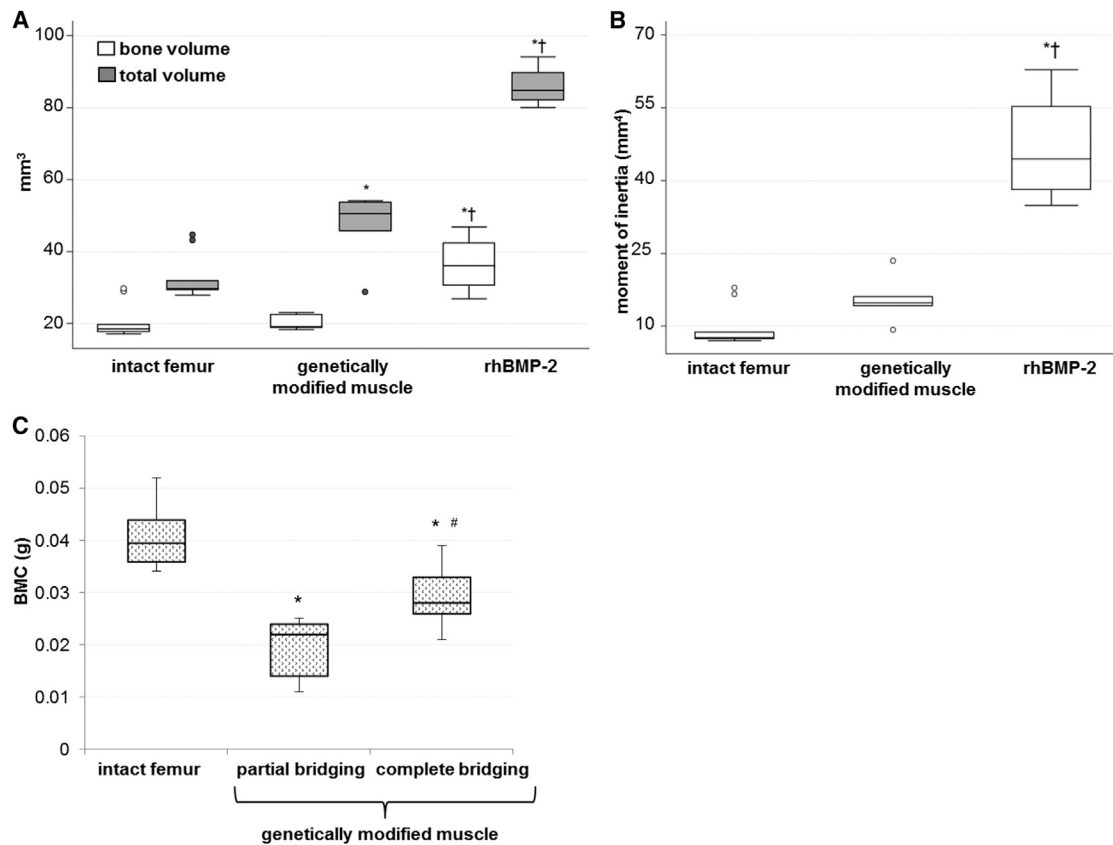 A
100
80
60
40
20
mm³
bone volume
total volume
*†
*
*†
intact femur
genetically
modified muscle
rhBMP-2
B
70
55
40
25
10
moment of inertia (mm⁴)
*†
intact femur
genetically
modified muscle
rhBMP-2
C
0.06
0.05
0.04
0.03
0.02
0.01
0
BMC (g)
*
* #
intact femur
partial bridging
complete bridging
genetically modified muscle